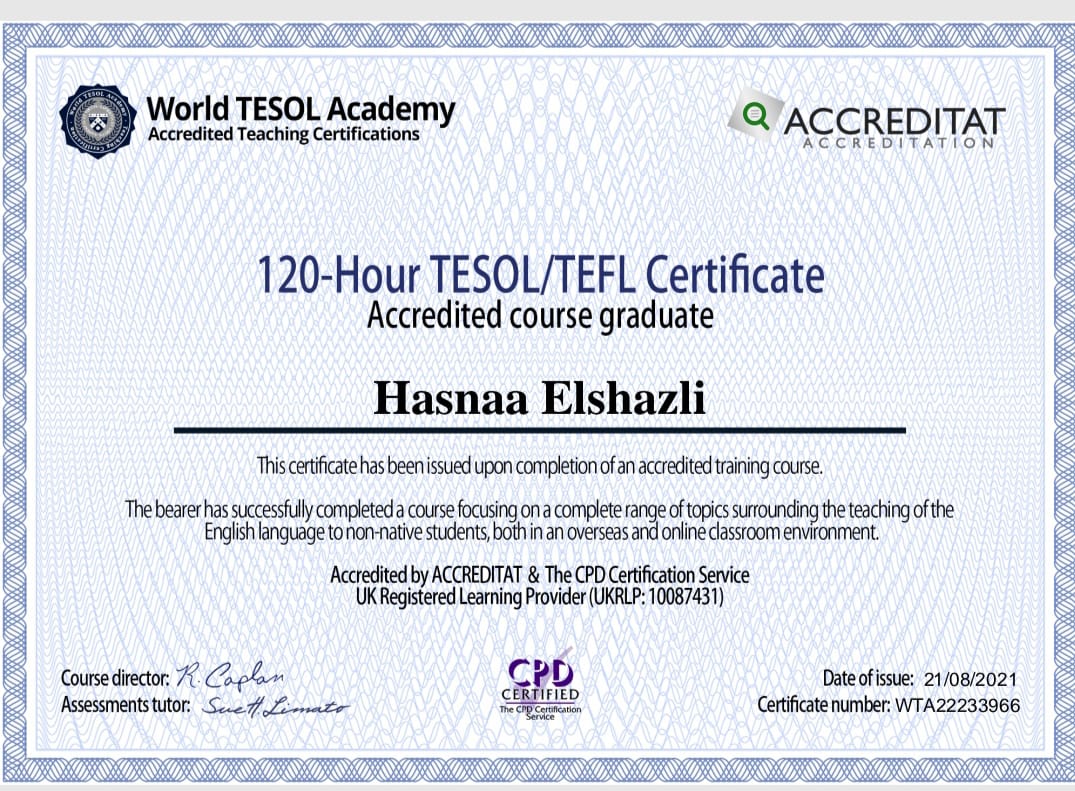 World TESOL Academy
Accredited Teaching Certifications
ACCREDITAT
ACCREDITATION
120-Hour TESOL/TEFL Certificate
Accredited course graduate
Hasnaa Elshazli
This certificate has been issued upon completion of an accredited training course.
The bearer has successfully completed a course focusing on a complete range of topics surrounding the teaching of the
English language to non-native students, both in an overseas and online classroom environment.
Accredited by ACCREDITAT & The CPD Certification Service
UK Registered Learning Provider (UKRLP: 10087431)
Course director: R. Caplan
Assessments tutor: Sue H. Limato
CPD
CERTIFIED
The CPD Certification
Service
Date of issue: 21/08/2021
Certificate number: WTA22233966